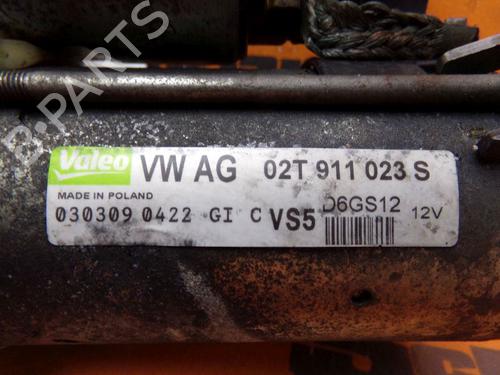 B-PARTS
Valeo VW AG 02T 911 023 S
MADE IN POLAND
030309 0422 GI C VS5 D6GS12 12V